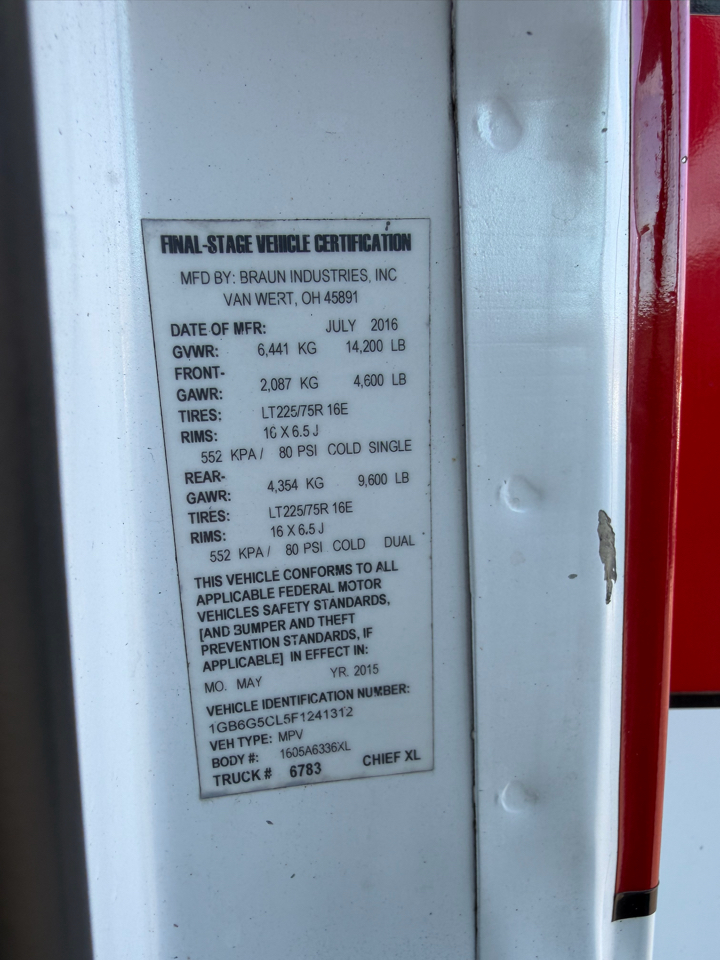 FINAL-STAGE VEHICLE CERTIFICATION
MFD BY: BRAUN INDUSTRIES, INC
VAN WERT, OH 45891
DATE OF MFR: JULY 2016
GVWR: 6,441 KG 14,200 LB
FRONT-
GAWR: 2,087 KG 4,600 LB
TIRES: LT225/75R 16E
RIMS: 16 X 6.5 J
552 KPA / 80 PSI COLD SINGLE
REAR-
GAWR: 4,354 KG 9,600 LB
TIRES: LT225/75R 16E
RIMS: 16 X 6.5 J
552 KPA / 80 PSI COLD DUAL
THIS VEHICLE CONFORMS TO ALL
APPLICABLE FEDERAL MOTOR
VEHICLES SAFETY STANDARDS,
[AND BUMPER AND THEFT
PREVENTION STANDARDS, IF
APPLICABLE] IN EFFECT IN:
MO. MAY YR. 2015
VEHICLE IDENTIFICATION NUMBER:
1GB6G5CL5F1241312
VEH TYPE: MPV
BODY #: 1605A6336XL
TRUCK # 6783 CHIEF XL